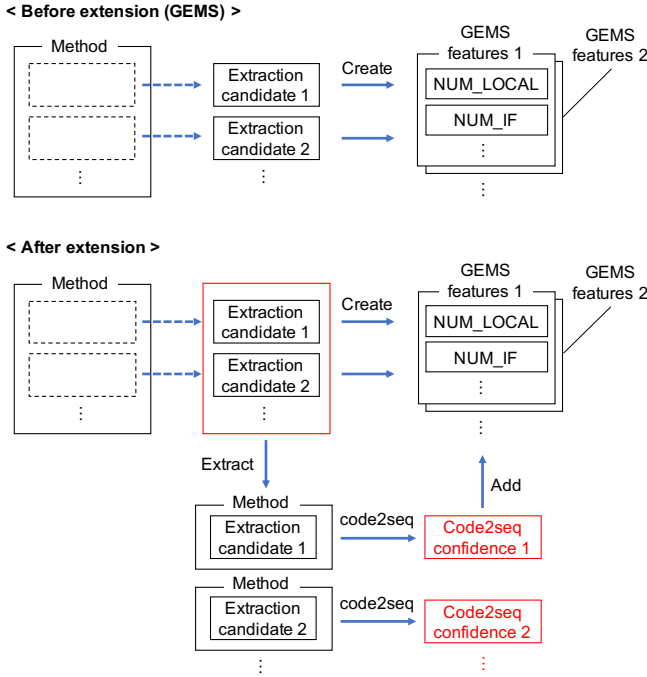 < Before extension (GEMS) >
Method
⋮
Extraction
candidate 1
Extraction
candidate 2
⋮
Create
GEMS
features 1
NUM_LOCAL
NUM_IF
⋮
⋮
GEMS
features 2
< After extension >
Method
⋮
Extraction
candidate 1
Extraction
candidate 2
⋮
Create
GEMS
features 1
NUM_LOCAL
NUM_IF
⋮
⋮
GEMS
features 2
Extract
Add
Method
Extraction
candidate 1
code2seq
Code2seq
confidence 1
Method
Extraction
candidate 2
code2seq
Code2seq
confidence 2
⋮
⋮